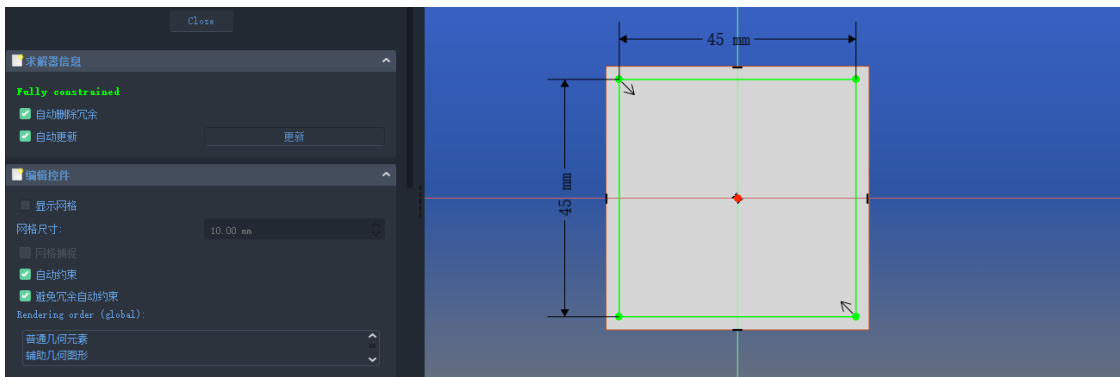 Close
求解器信息
Fully constrained
自动删除冗余
自动更新
更新
编辑控件
显示网格
网格尺寸:
10.00 mm
网格捕捉
自动约束
避免冗余自动约束
Rendering order (global):
普通几何元素
辅助几何图形
45 mm
45 mm